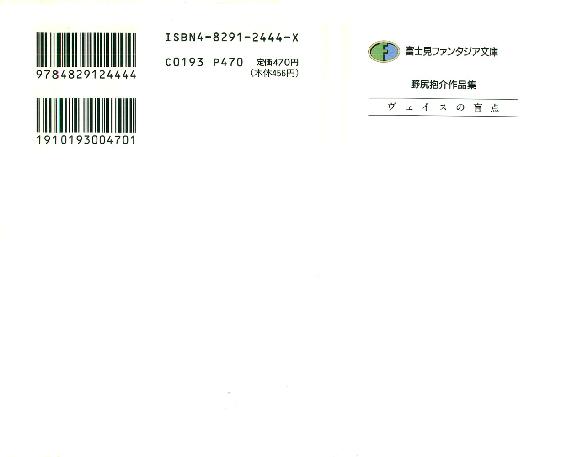 ISBN4-8291-2444-X
C0193 P470 定価470円
(本体456円)
9784829124444
1910193004701
富士見ファンタジア文庫
野尻抱介作品集
ヴェイスの盲点